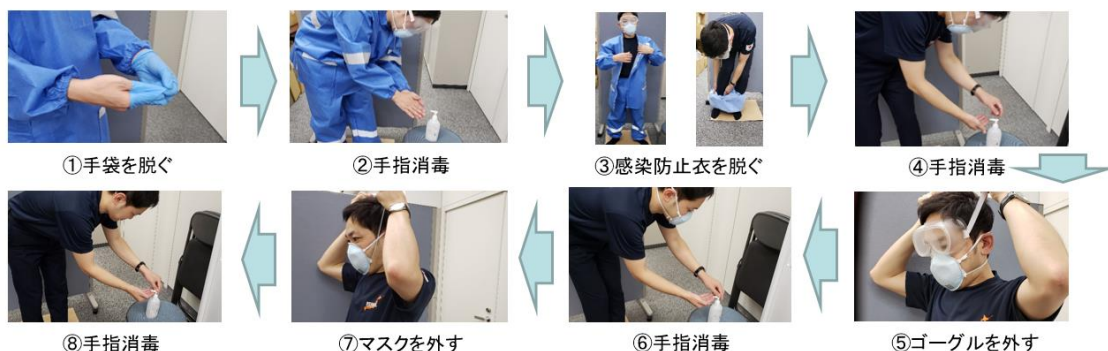 ①手袋を脱ぐ
②手指消毒
③感染防止衣を脱ぐ
④手指消毒
⑤ゴーグルを外す
⑥手指消毒
⑦マスクを外す
⑧手指消毒